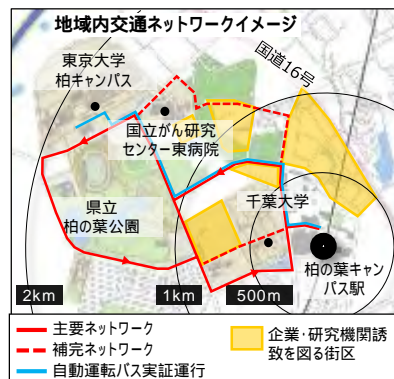 地域内交通ネットワークイメージ
国道16号
東京大学
柏キャンパス
国立がん研究
センター東病院
千葉大学
県立
柏の葉公園
柏の葉キャン
パス駅
2km
1km
500m
主要ネットワーク
補完ネットワーク
自動運転バス実証運行
企業・研究機関誘
致を図る街区